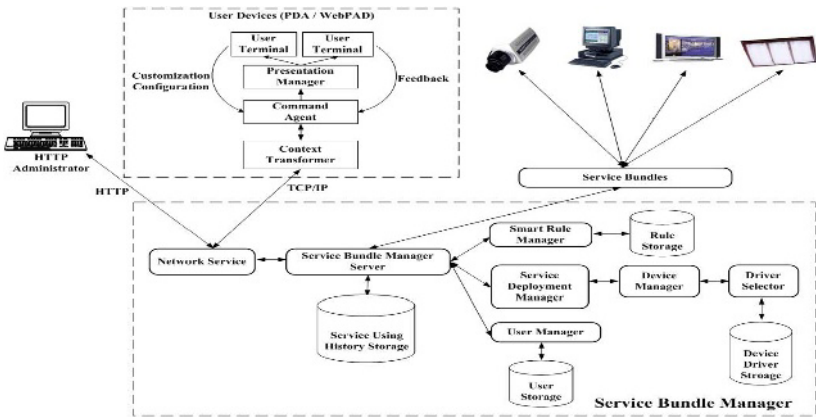 User Devices (PDA / WebPAD)
User
Terminal
User
Terminal
Customization
Configuration
Presentation
Manager
Feedback
Command
Agent
Context
Transformer
HTTP
Administrator
HTTP
TCP/IP
Service Bundles
Network Service
Service Bundle Manager
Server
Smart Rule
Manager
Rule
Storage
Service
Deployment
Manager
Device
Manager
Driver
Selector
Service Using
History Storage
User Manager
User
Storage
Device
Driver
Stroage
Service Bundle Manager